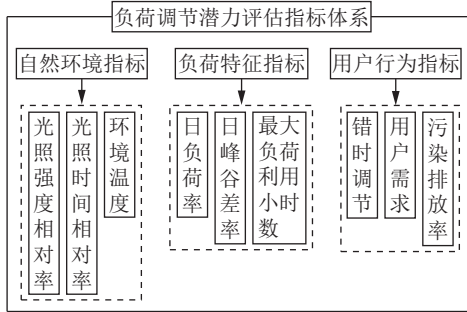 负荷调节潜力评估指标体系
自然环境指标
负荷特征指标
用户行为指标
光照强度相对率
光照时间相对率
环境温度
日负荷率
日峰谷差率
最大负荷利用小时数
错时调节
用户需求
污染排放率